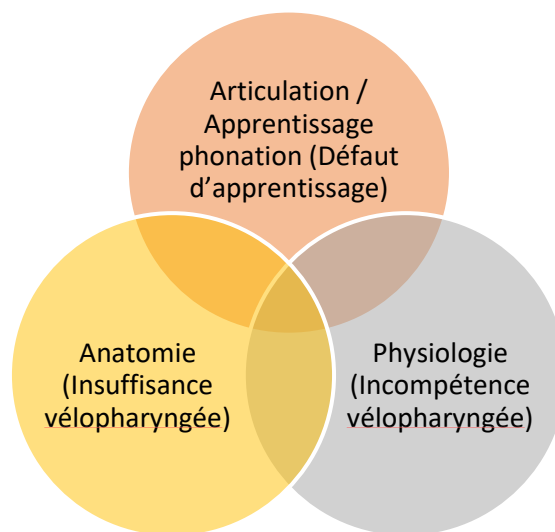 Articulation /
Apprentissage
phonation (Défaut
d’apprentissage)
Anatomie
(Insuffisance
vélopharyngée)
Physiologie
(Incompétence
vélopharyngée)